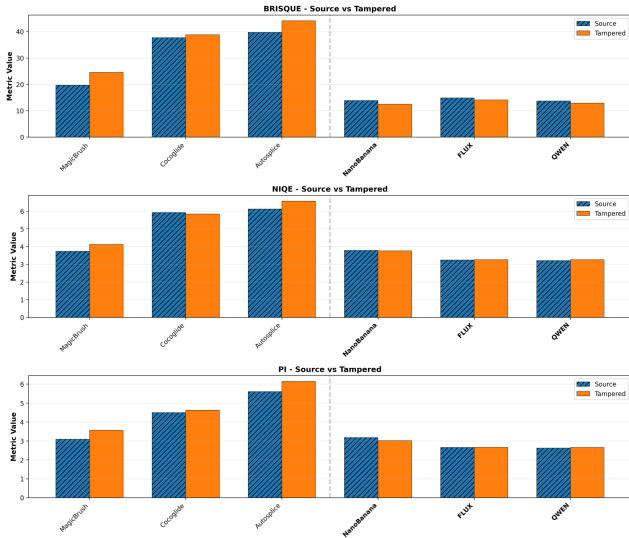 BRISQUE - Source vs Tampered
Metric Value
40
30
20
10
0
Source
Tampered
MagicBrush
Cocoglide
Autosplice
NanoBanana
FLUX
QWEN
NIQE - Source vs Tampered
Metric Value
6
5
4
3
2
1
0
Source
Tampered
MagicBrush
Cocoglide
Autosplice
NanoBanana
FLUX
QWEN
PI - Source vs Tampered
Metric Value
6
5
4
3
2
1
0
Source
Tampered
MagicBrush
Cocoglide
Autosplice
NanoBanana
FLUX
QWEN